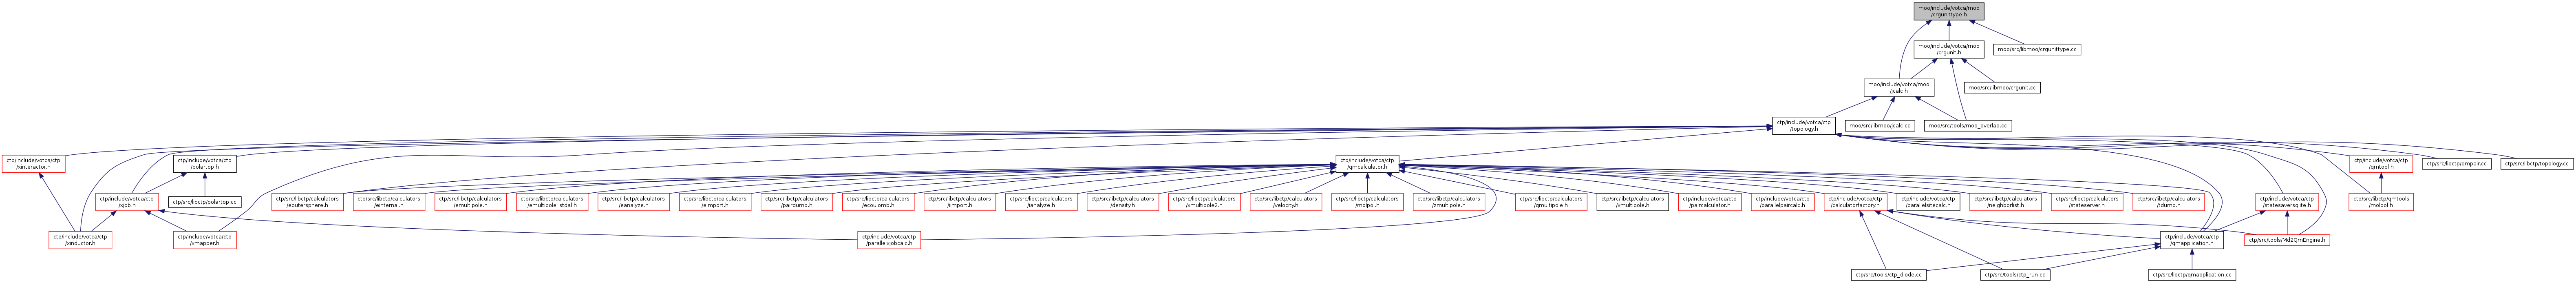 moo/include/votca/moo
/crgunittype.h
moo/include/votca/moo
/crgunit.h
moo/src/libmoo/crgunittype.cc
moo/include/votca/moo
/jcalc.h
moo/src/libmoo/crgunit.cc
ctp/include/votca/ctp
/topology.h
moo/src/libmoo/jcalc.cc
moo/src/tools/moo_overlap.cc
ctp/include/votca/ctp
/xinteractor.h
ctp/include/votca/ctp
/polartop.h
ctp/include/votca/ctp
/qmcalculator.h
ctp/include/votca/ctp
/qmtool.h
ctp/src/libctp/qmpair.cc
ctp/src/libctp/topology.cc
ctp/include/votca/ctp
/xjob.h
ctp/src/libctp/polartop.cc
ctp/src/libctp/calculators
/eoutersphere.h
ctp/src/libctp/calculators
/einternal.h
ctp/src/libctp/calculators
/emultipole.h
ctp/src/libctp/calculators
/emultipole_stdal.h
ctp/src/libctp/calculators
/eanalyze.h
ctp/src/libctp/calculators
/eimport.h
ctp/src/libctp/calculators
/pairdump.h
ctp/src/libctp/calculators
/ecoulomb.h
ctp/src/libctp/calculators
/iimport.h
ctp/src/libctp/calculators
/ianalyze.h
ctp/src/libctp/calculators
/density.h
ctp/src/libctp/calculators
/xmultipole2.h
ctp/src/libctp/calculators
/velocity.h
ctp/src/libctp/calculators
/molpol.h
ctp/src/libctp/calculators
/zmultipole.h
ctp/src/libctp/calculators
/qmultipole.h
ctp/src/libctp/calculators
/xmultipole.h
ctp/include/votca/ctp
/paircalculator.h
ctp/include/votca/ctp
/parallelpaircalc.h
ctp/include/votca/ctp
/calculatorfactory.h
ctp/include/votca/ctp
/parallelsitecalc.h
ctp/src/libctp/calculators
/neighborlist.h
ctp/src/libctp/calculators
/stateserver.h
ctp/src/libctp/calculators
/tdump.h
ctp/include/votca/ctp
/statesaversqlite.h
ctp/src/libctp/qmtools
/molpol.h
ctp/include/votca/ctp
/xinductor.h
ctp/include/votca/ctp
/xmapper.h
ctp/include/votca/ctp
/parallelxjobcalc.h
ctp/include/votca/ctp
/qmapplication.h
ctp/src/tools/Md2QmEngine.h
ctp/src/tools/ctp_diode.cc
ctp/src/tools/ctp_run.cc
ctp/src/libctp/qmapplication.cc